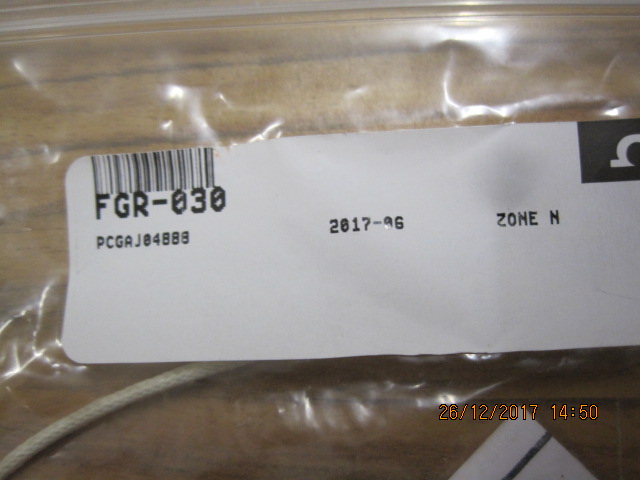 FGR-030
PCGAJ04888
2017-06
ZONE N
26/12/2017 14:50